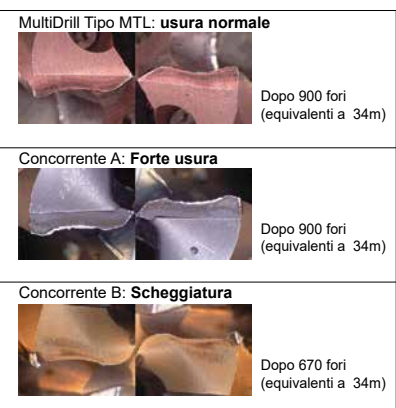 MultiDrill Tipo MTL: usura normale
Dopo 900 fori
(equivalenti a 34m)
Concorrente A: Forte usura
Dopo 900 fori
(equivalenti a 34m)
Concorrente B: Scheggiatura
Dopo 670 fori
(equivalenti a 34m)